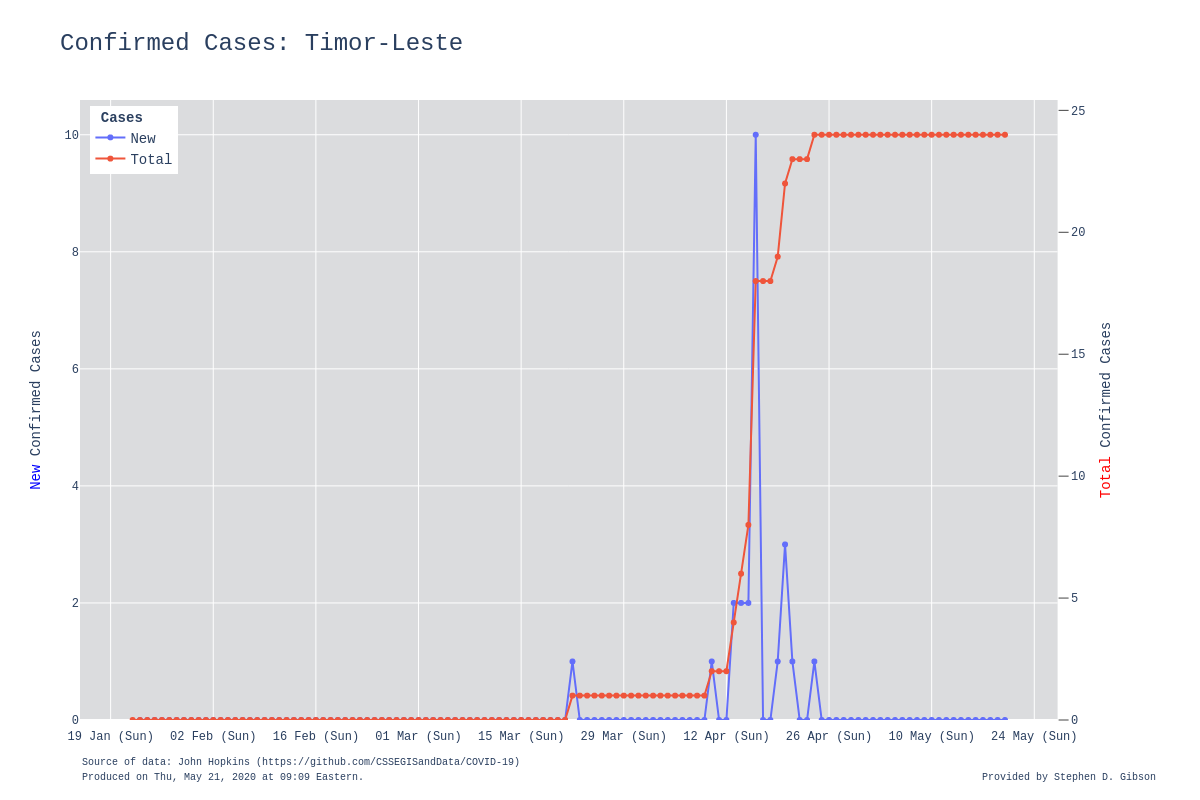 Confirmed Cases: Timor-Leste
Cases
New
Total
10
8
6
4
2
0
25
20
15
10
5
0
New Confirmed Cases
Total Confirmed Cases
19 Jan (Sun) 02 Feb (Sun) 16 Feb (Sun) 01 Mar (Sun) 15 Mar (Sun) 29 Mar (Sun) 12 Apr (Sun) 26 Apr (Sun) 10 May (Sun) 24 May (Sun)
Source of data: John Hopkins (https://github.com/CSSEGISandData/COVID-19)
Produced on Thu, May 21, 2020 at 09:09 Eastern.
Provided by Stephen D. Gibson